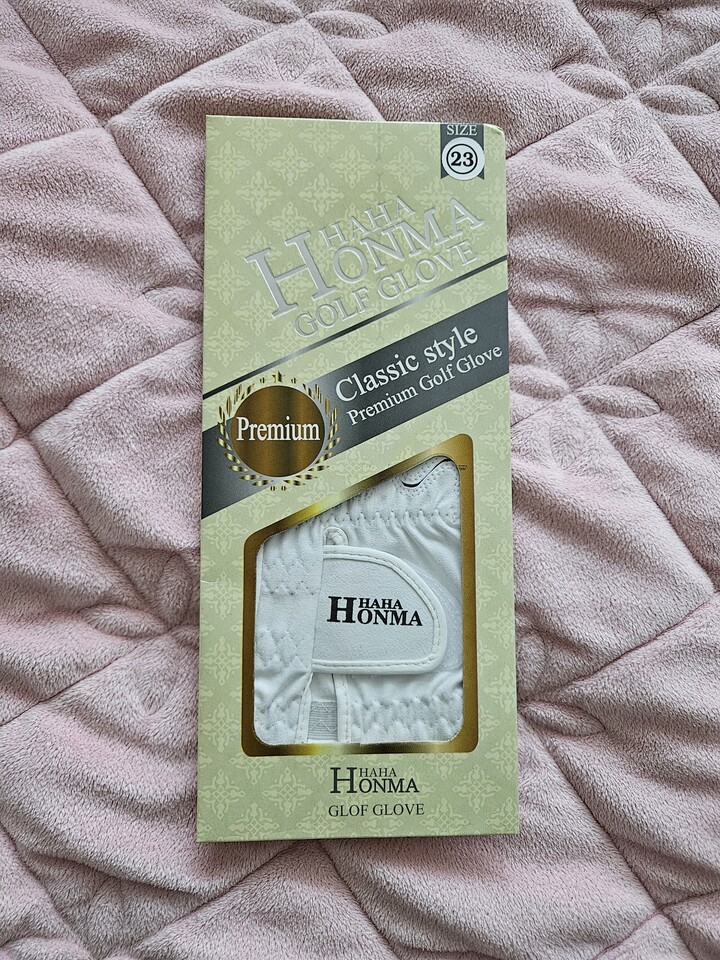 SIZE
23
HAHA
HONMA
GOLF GLOVE
Classic style
Premium Golf Glove
Premium
HAHA
HONMA
HAHA
HONMA
GLOF GLOVE